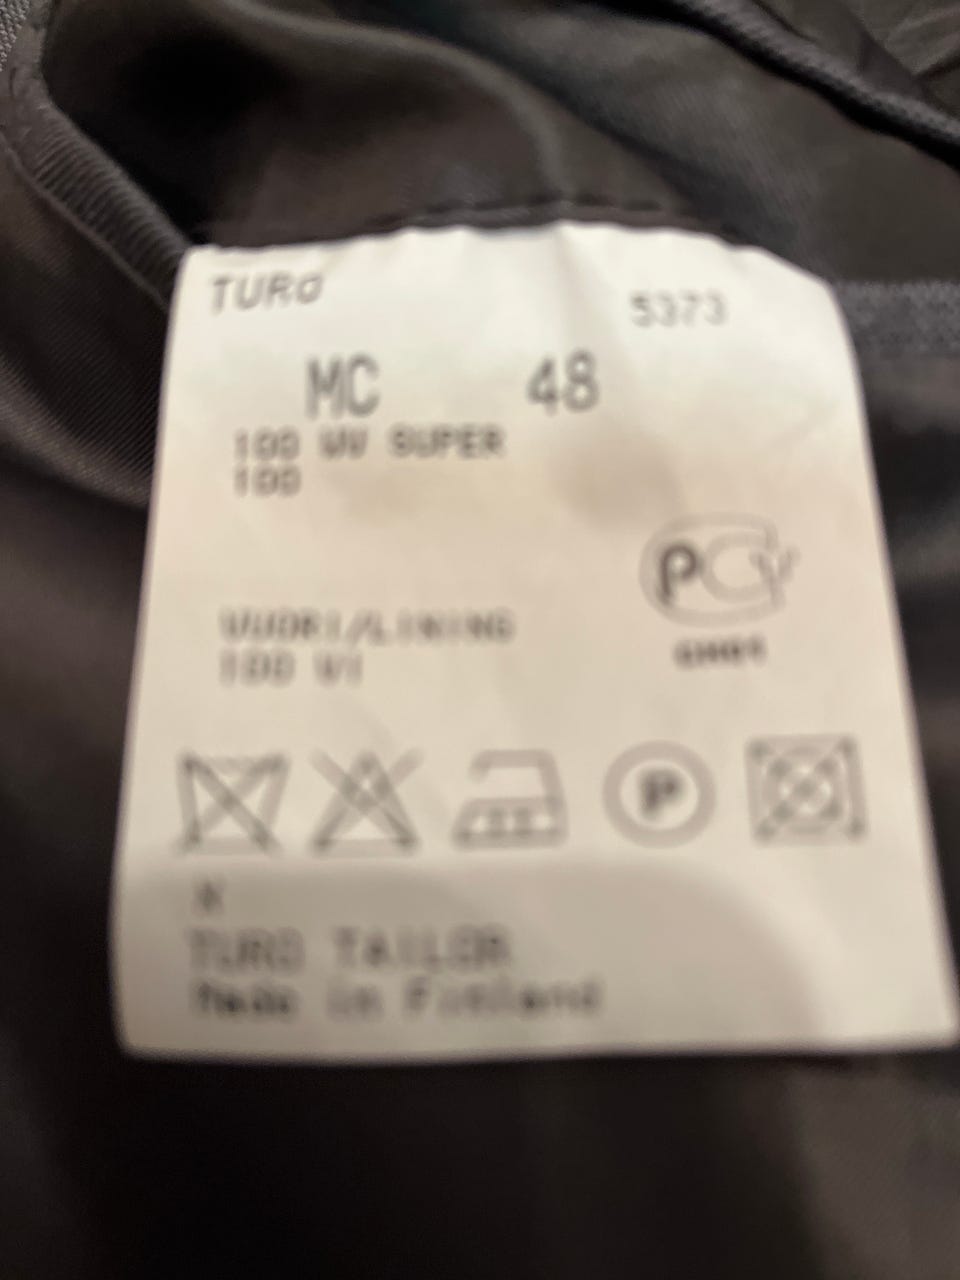 TURO 5373
MC 48
100 WV SUPER
100
PCT
VUORI/LINING
100 VI
P
X
TURO TAILOR
Made in Finland